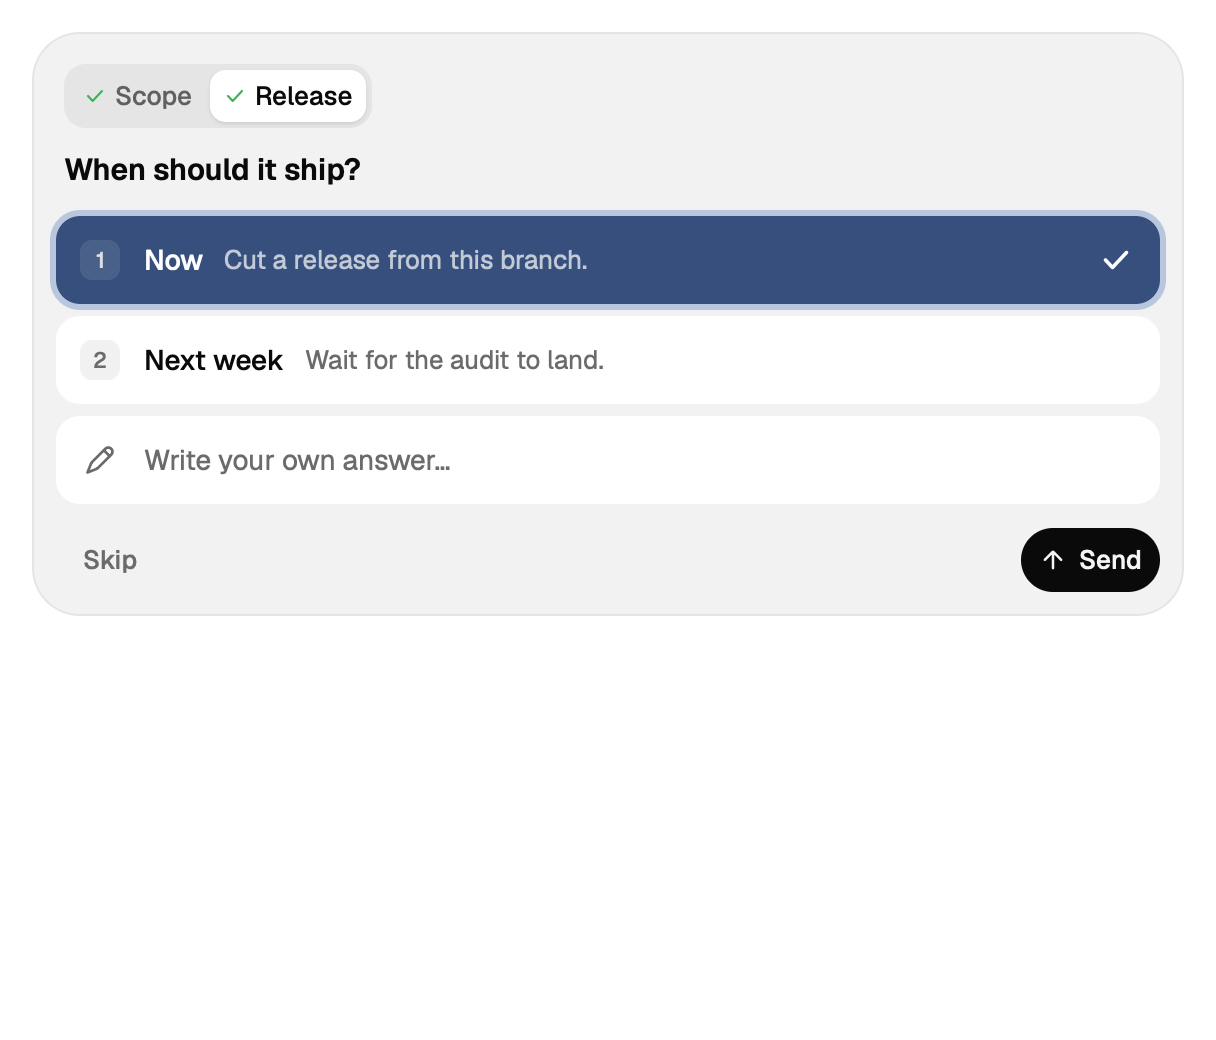 Scope Release
When should it ship?
1 Now Cut a release from this branch.
2 Next week Wait for the audit to land.
Write your own answer...
Skip Send